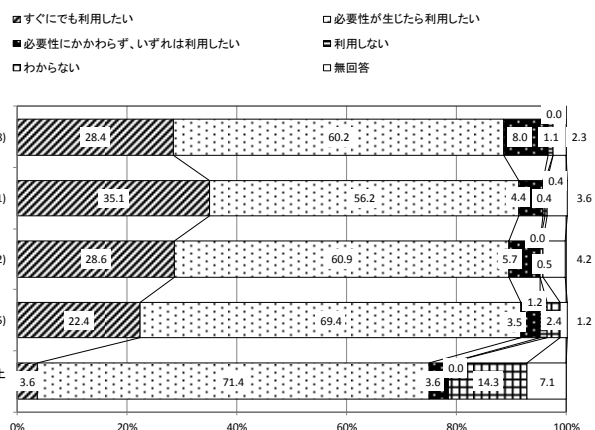 すぐにでも利用したい 必要性が生じたら利用したい
必要性にかかわらず、いずれは利用したい 利用しない
わからない 無回答
0.0
3) 28.4 60.2 8.0 1.1 2.3
0.4
1) 35.1 56.2 4.4 0.4 3.6
0.0
2) 28.6 60.9 5.7 0.5 4.2
1.2
5) 22.4 69.4 3.5 2.4 1.2
0.0
3.6 71.4 3.6 14.3 7.1
0% 20% 40% 60% 80% 100%